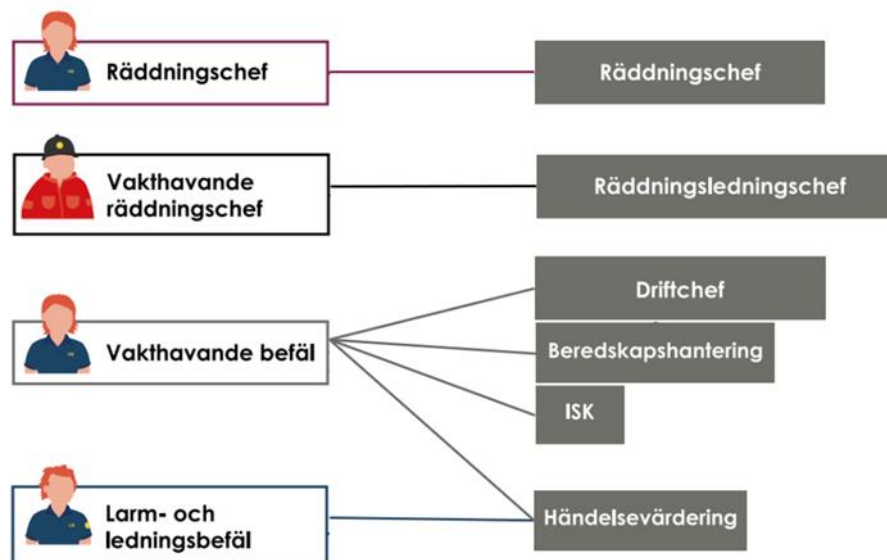 Räddningschef
Räddningschef
Vakthavande
räddningschef
Räddningsledningschef
Vakthavande befäl
Driftchef
Beredskapshantering
ISK
Larm- och
ledningsbefäl
Händelsevärdering